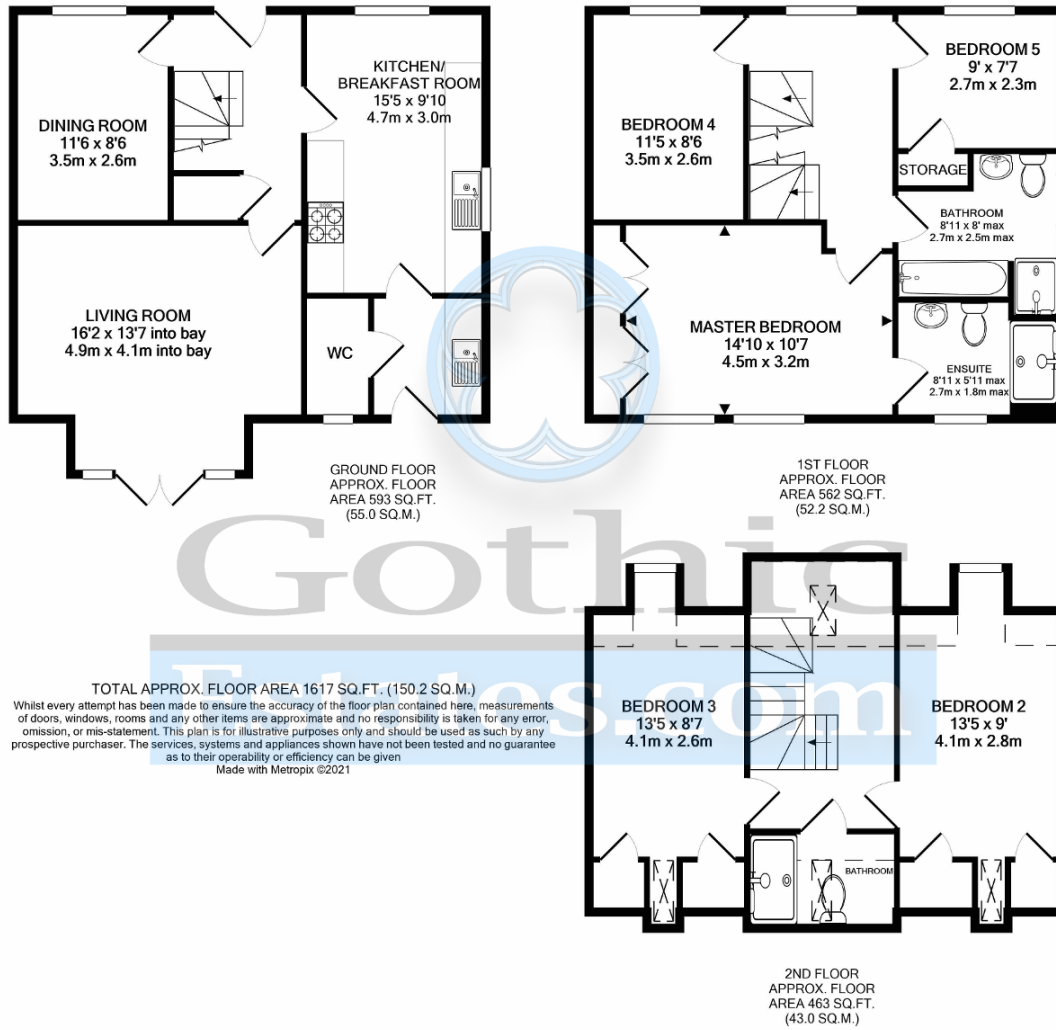 KITCHEN/
BREAKFAST ROOM
15'5 x 9'10
4.7m x 3.0m
DINING ROOM
11'6 x 8'6
3.5m x 2.6m
LIVING ROOM
16'2 x 13'7 into bay
4.9m x 4.1m into bay
WC
GROUND FLOOR
APPROX. FLOOR
AREA 593 SQ.FT.
(55.0 SQ.M.)
BEDROOM 5
9' x 7'7
2.7m x 2.3m
BEDROOM 4
11'5 x 8'6
3.5m x 2.6m
STORAGE
BATHROOM
8'11 x 8' max
2.7m x 2.5m max
MASTER BEDROOM
14'10 x 10'7
4.5m x 3.2m
ENSUITE
8'11 x 5'11 max
2.7m x 1.8m max
1ST FLOOR
APPROX. FLOOR
AREA 562 SQ.FT.
(52.2 SQ.M.)
Gothic
Estates.com
TOTAL APPROX. FLOOR AREA 1617 SQ.FT. (150.2 SQ.M.)
Whilst every attempt has been made to ensure the accuracy of the floor plan contained here, measurements
of doors, windows, rooms and any other items are approximate and no responsibility is taken for any error,
omission, or mis-statement. This plan is for illustrative purposes only and should be used as such by any
prospective purchaser. The services, systems and appliances shown have not been tested and no guarantee
as to their operability or efficiency can be given
Made with Metropix ©2021
BEDROOM 3
13'5 x 8'7
4.1m x 2.6m
BEDROOM 2
13'5 x 9'
4.1m x 2.8m
BATHROOM
2ND FLOOR
APPROX. FLOOR
AREA 463 SQ.FT.
(43.0 SQ.M.)